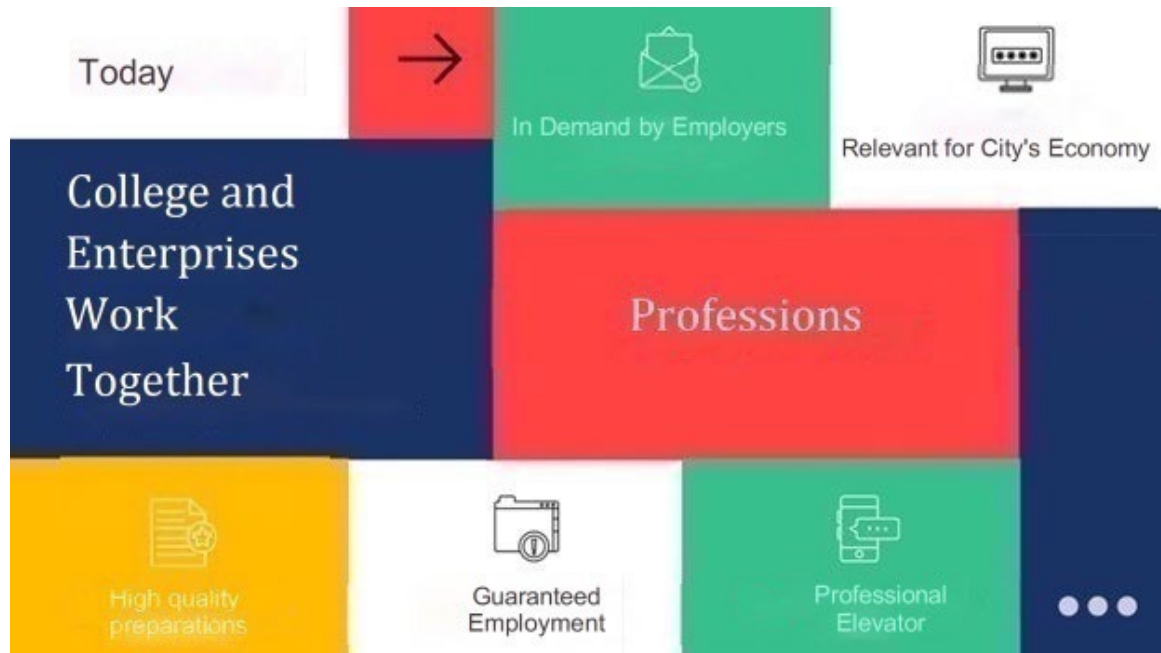 Today
In Demand by Employers
Relevant for City's Economy
College and
Enterprises
Work
Together
Professions
High quality
preparations
Guaranteed
Employment
Professional
Elevator